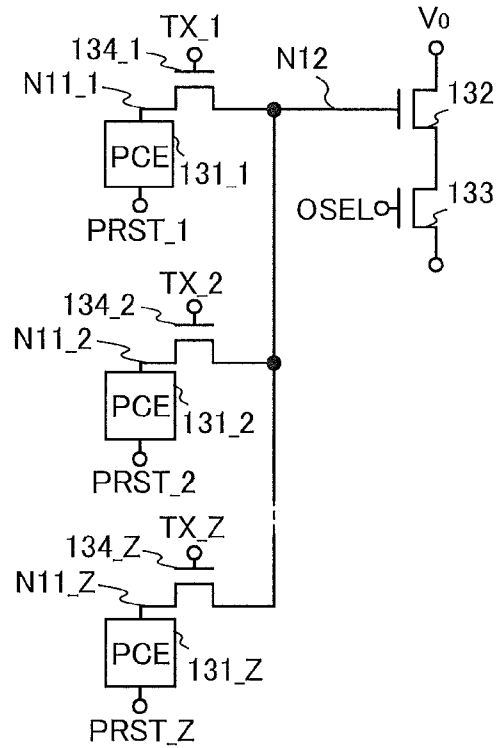 TX_1
V0
134_1
N12
N11_1
132
PCE
131_1
133
PRST_1
OSEL
TX_2
134_2
N11_2
PCE
131_2
PRST_2
TX_Z
134_Z
N11_Z
PCE
131_Z
PRST_Z